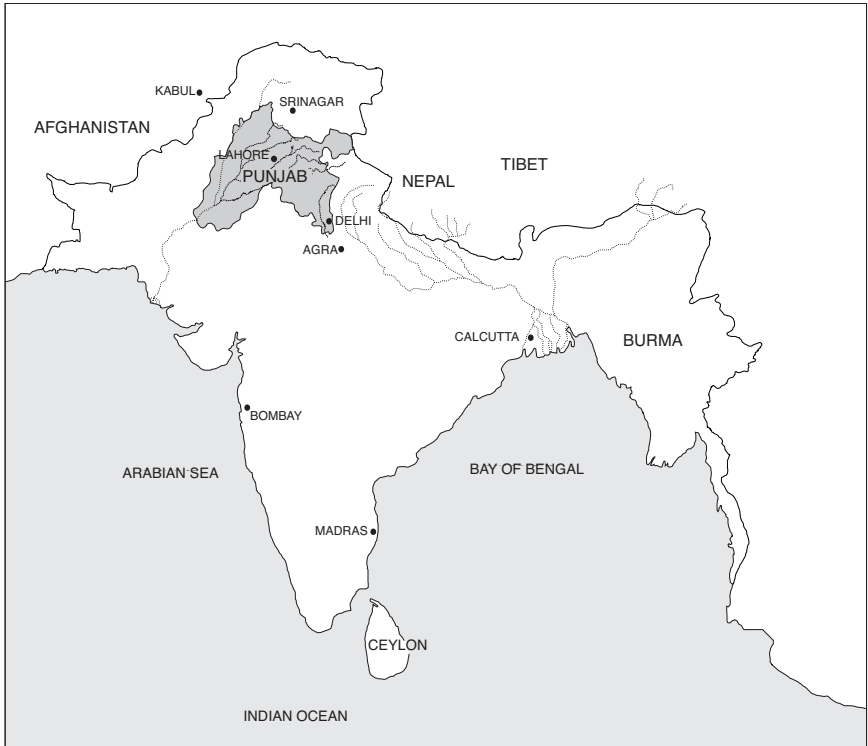 KABUL
SRINAGAR
AFGHANISTAN
LAHORE
TIBET
PUNJAB
NEPAL
DELHI
AGRA
CALCUTTA
BURMA
BOMBAY
ARABIAN SEA
BAY OF BENGAL
MADRAS
CEYLON
INDIAN OCEAN